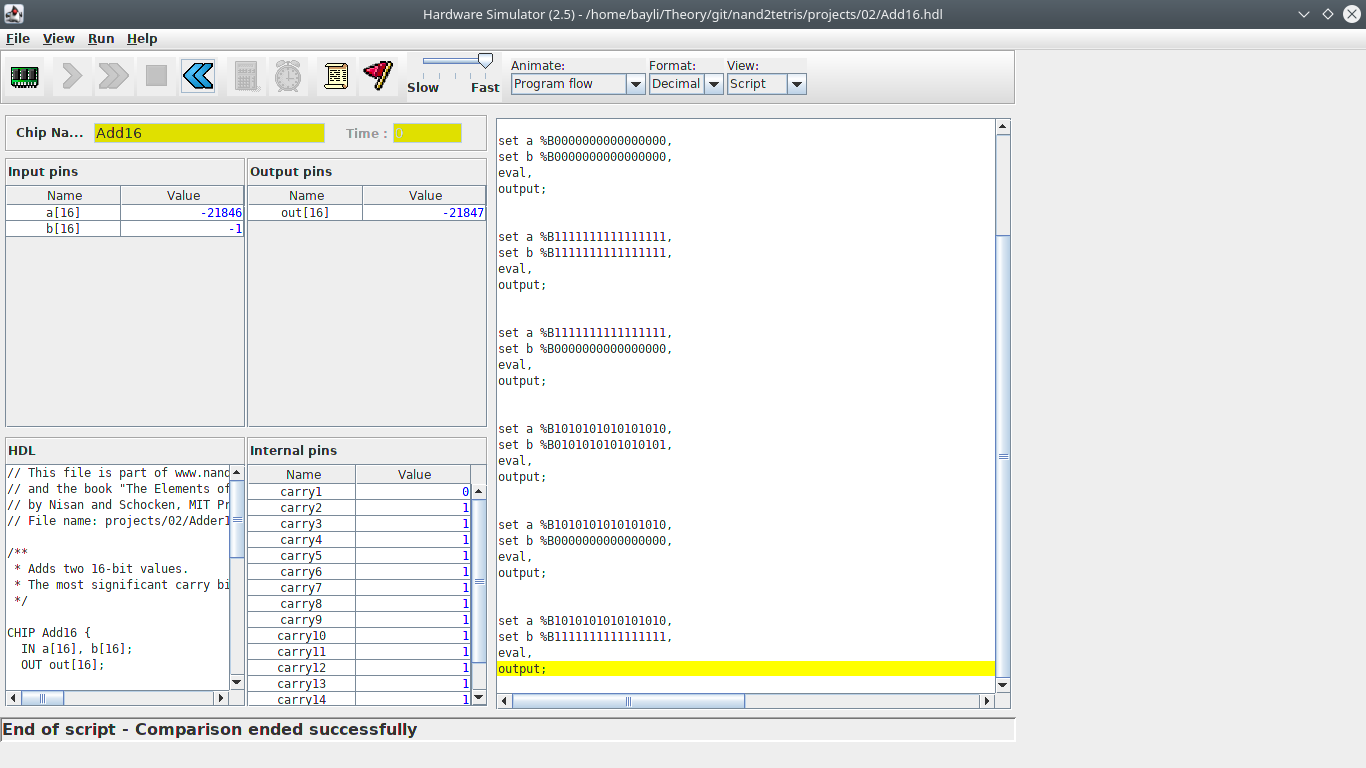 Hardware Simulator (2.5) - /home/bayli/Theory/git/nand2tetris/projects/02/Add16.hdl
File View Run Help
Slow Fast
Animate:
Program flow
Format:
Decimal
View:
Script
Chip Na...
Add16
Time :
0
Input pins
Name Value
a[16] -21846
b[16] -1
Output pins
Name Value
out[16] -21847
HDL
// This file is part of www.nand
// and the book "The Elements of
// by Nisan and Schocken, MIT Pr
// File name: projects/02/Adder1
/**
* Adds two 16-bit values.
* The most significant carry bi
*/
CHIP Add16 {
IN a[16], b[16];
OUT out[16];
Internal pins
Name Value
carry1 0
carry2 1
carry3 1
carry4 1
carry5 1
carry6 1
carry7 1
carry8 1
carry9 1
carry10 1
carry11 1
carry12 1
carry13 1
carry14 1
set a %B0000000000000000,
set b %B0000000000000000,
eval,
output;
set a %B1111111111111111,
set b %B1111111111111111,
eval,
output;
set a %B1111111111111111,
set b %B0000000000000000,
eval,
output;
set a %B1010101010101010,
set b %B0101010101010101,
eval,
output;
set a %B1010101010101010,
set b %B0000000000000000,
eval,
output;
set a %B1010101010101010,
set b %B1111111111111111,
eval,
output;
End of script - Comparison ended successfully